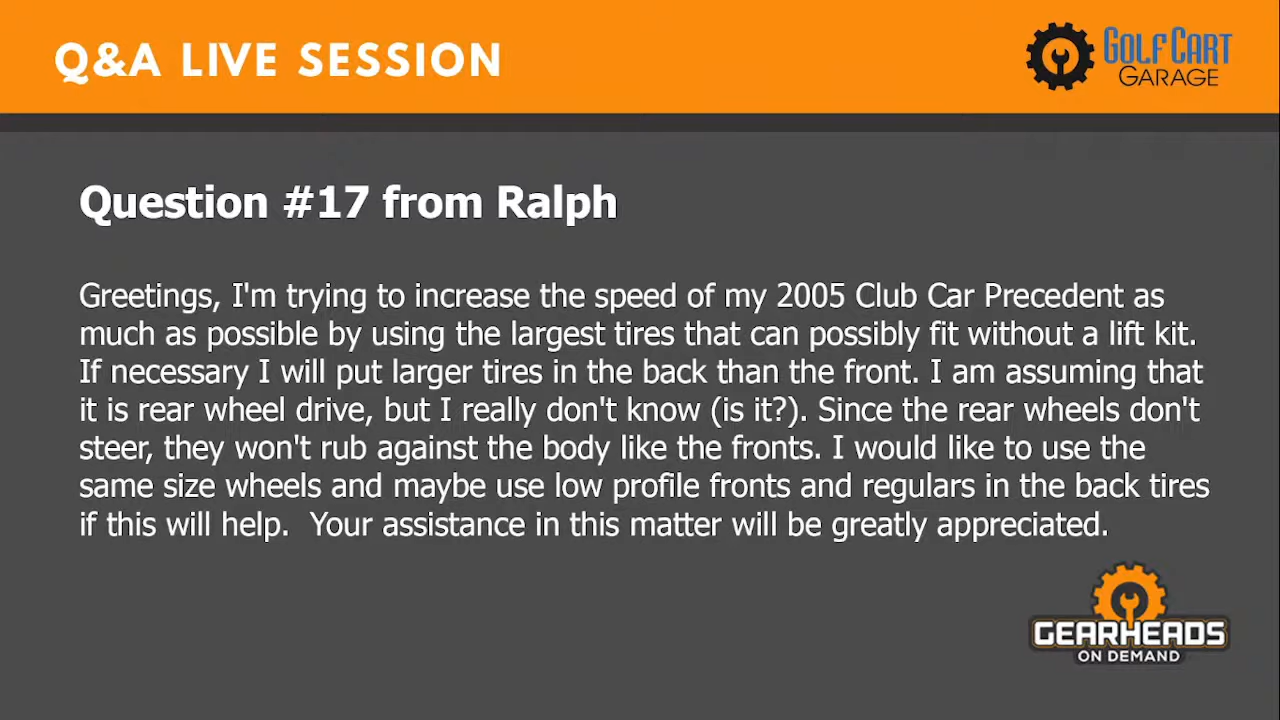 Q&A LIVE SESSION
GOLF CART
GARAGE
Question #17 from Ralph
Greetings, I'm trying to increase the speed of my 2005 Club Car Precedent as
much as possible by using the largest tires that can possibly fit without a lift kit.
If necessary I will put larger tires in the back than the front. I am assuming that
it is rear wheel drive, but I really don't know (is it?). Since the rear wheels don't
steer, they won't rub against the body like the fronts. I would like to use the
same size wheels and maybe use low profile fronts and regulars in the back tires
if this will help.  Your assistance in this matter will be greatly appreciated.
GEARHEADS
ON DEMAND